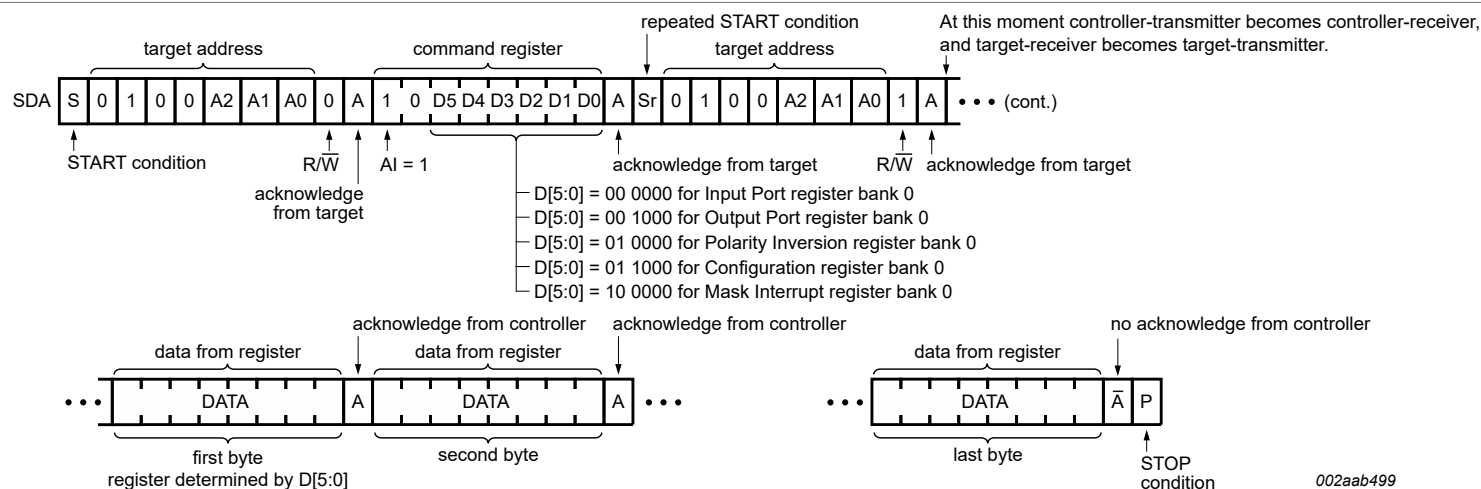 repeated START condition
At this moment controller-transmitter becomes controller-receiver,
and target-receiver becomes target-transmitter.
target address
command register
target address
SDA S 0 1 0 0 A2 A1 A0 0 A 1 0 D5 D4 D3 D2 D1 D0 A Sr 0 1 0 0 A2 A1 A0 1 A ••• (cont.)
START condition
R/W̅
AI = 1
acknowledge from target
R/W̅
acknowledge from target
acknowledge
from target
D[5:0] = 00 0000 for Input Port register bank 0
D[5:0] = 00 1000 for Output Port register bank 0
D[5:0] = 01 0000 for Polarity Inversion register bank 0
D[5:0] = 01 1000 for Configuration register bank 0
D[5:0] = 10 0000 for Mask Interrupt register bank 0
acknowledge from controller
acknowledge from controller
no acknowledge from controller
data from register
data from register
data from register
••• DATA A DATA A ••• ••• DATA A̅ P
first byte
register determined by D[5:0]
second byte
last byte
STOP
condition
002aab499